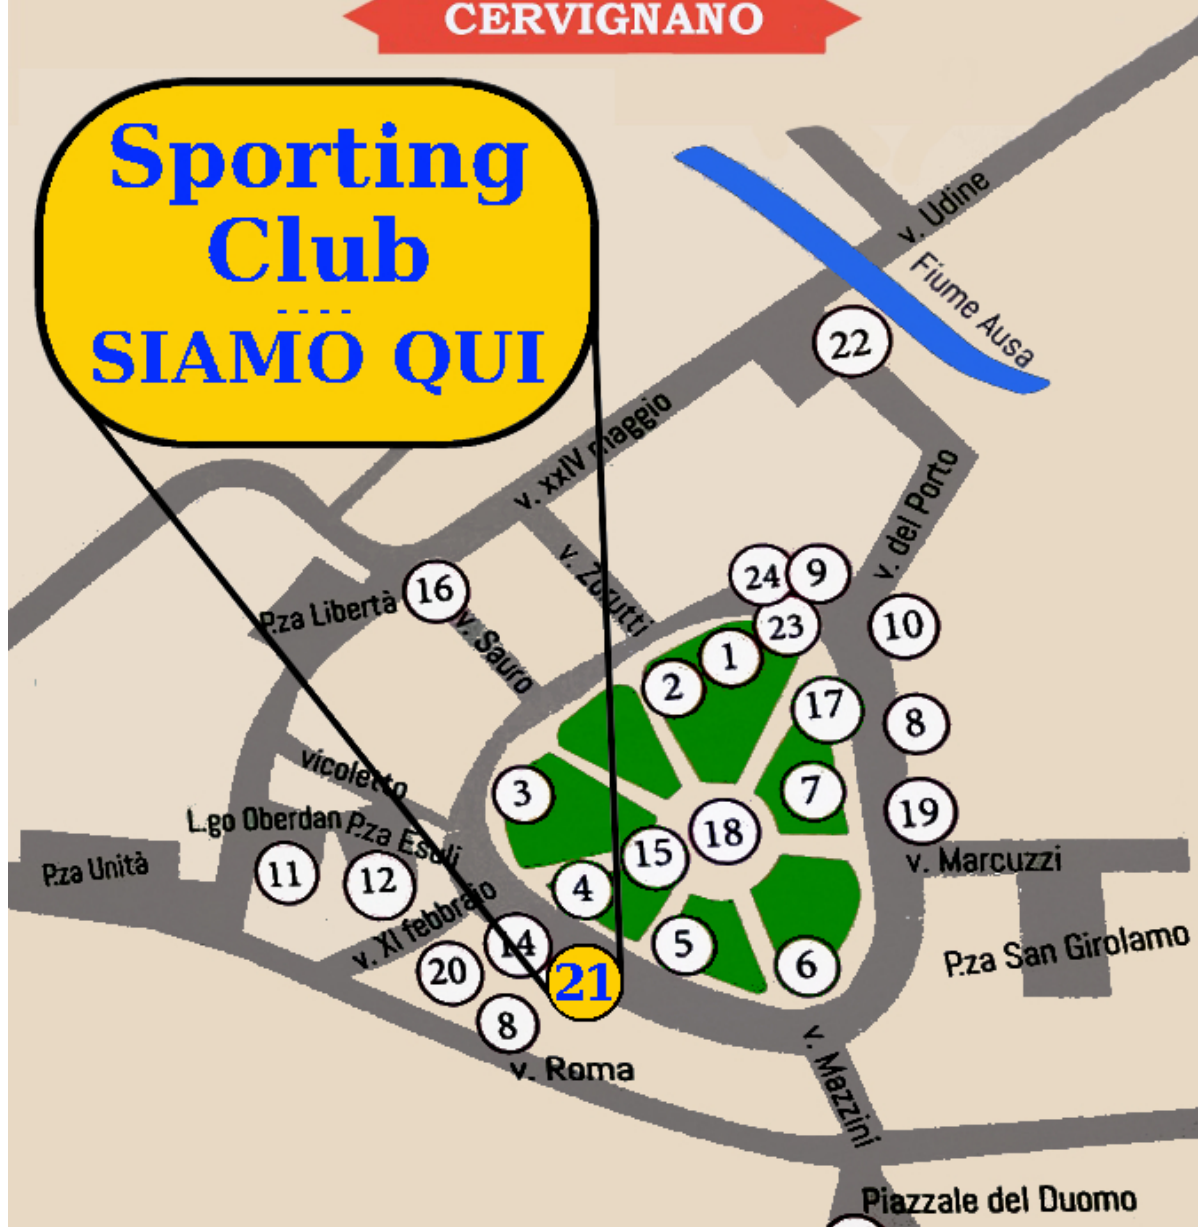 CERVIGNANO
Sporting
Club
----
SIAMO QUI
v. Udine
Fiume Ausa
22
v. xxIV maggio
v. del Porto
v. Zorutti
24
9
16
P.za Libertà
v. Sauro
23
10
1
2
17
8
3
vicoletto
7
19
L.go Oberdan
P.za Esuli
18
15
v. Marcuzzi
P.za Unità
11
12
4
v. XI febbraio
14
5
6
P.za San Girolamo
20
21
8
v. Roma
v. Mazzini
Piazzale del Duomo